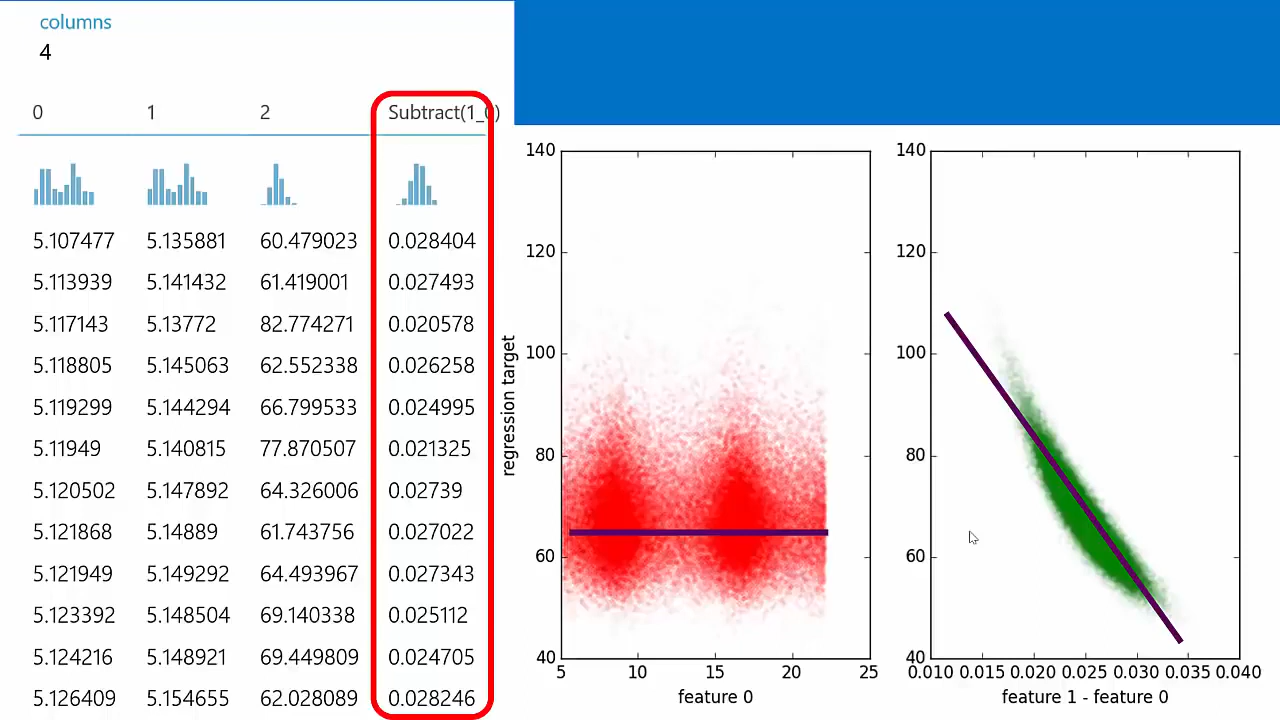 columns
4
0 1 2 Subtract(1_0)
5.107477 5.135881 60.479023 0.028404
5.113939 5.141432 61.419001 0.027493
5.117143 5.13772 82.774271 0.020578
5.118805 5.145063 62.552338 0.026258
5.119299 5.144294 66.799533 0.024995
5.11949 5.140815 77.870507 0.021325
5.120502 5.147892 64.326006 0.02739
5.121868 5.14889 61.743756 0.027022
5.121949 5.149292 64.493967 0.027343
5.123392 5.148504 69.140338 0.025112
5.124216 5.148921 69.449809 0.024705
5.126409 5.154655 62.028089 0.028246
regression target
140
120
100
80
60
40
5 10 15 20 25
feature 0
140
120
100
80
60
40
0.010 0.015 0.020 0.025 0.030 0.035 0.040
feature 1 - feature 0